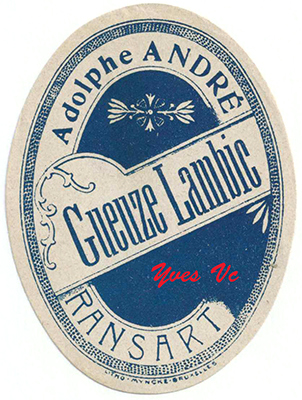 Adolphe ANDRÉ
Gueuze Lambic
Yves Vc
RANSART
LITHO-MYNCKE-BRUXELLES